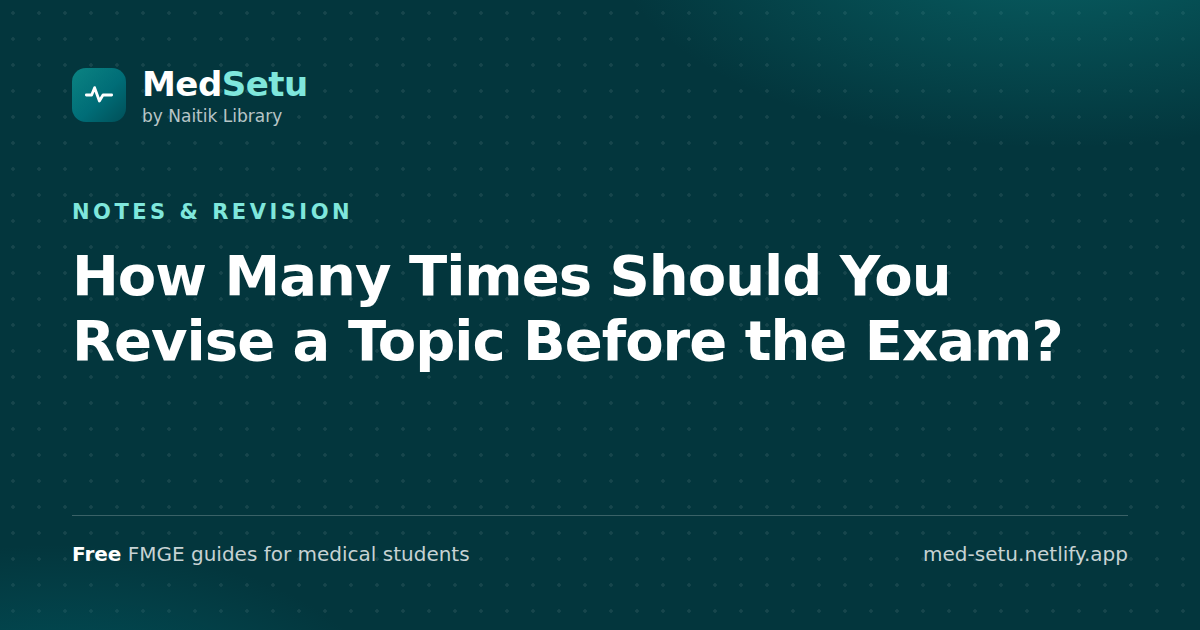 MedSetu
by Naitik Library
NOTES & REVISION
How Many Times Should You
Revise a Topic Before the Exam?
Free FMGE guides for medical students
med-setu.netlify.app